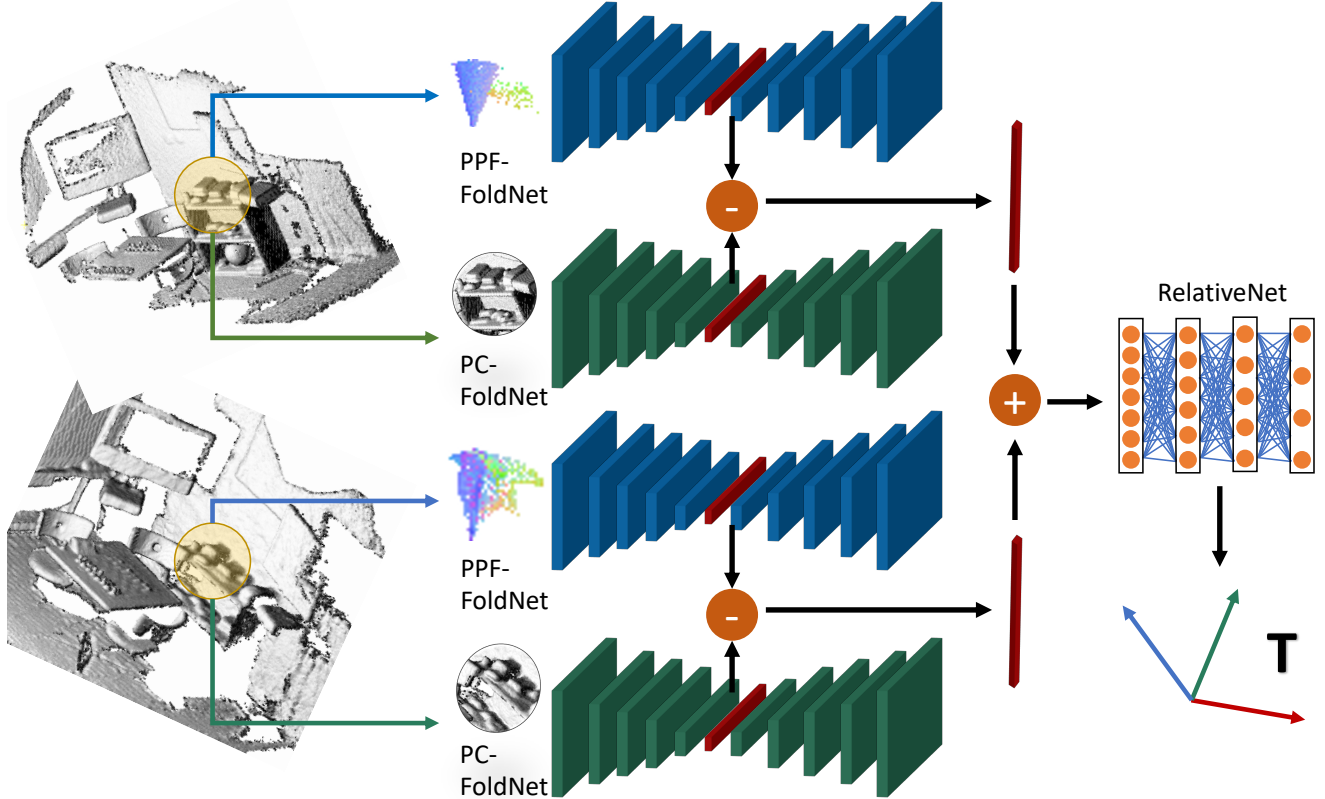 PPF-
FoldNet
-
PC-
FoldNet
RelativeNet
+
PPF-
FoldNet
-
PC-
FoldNet
T